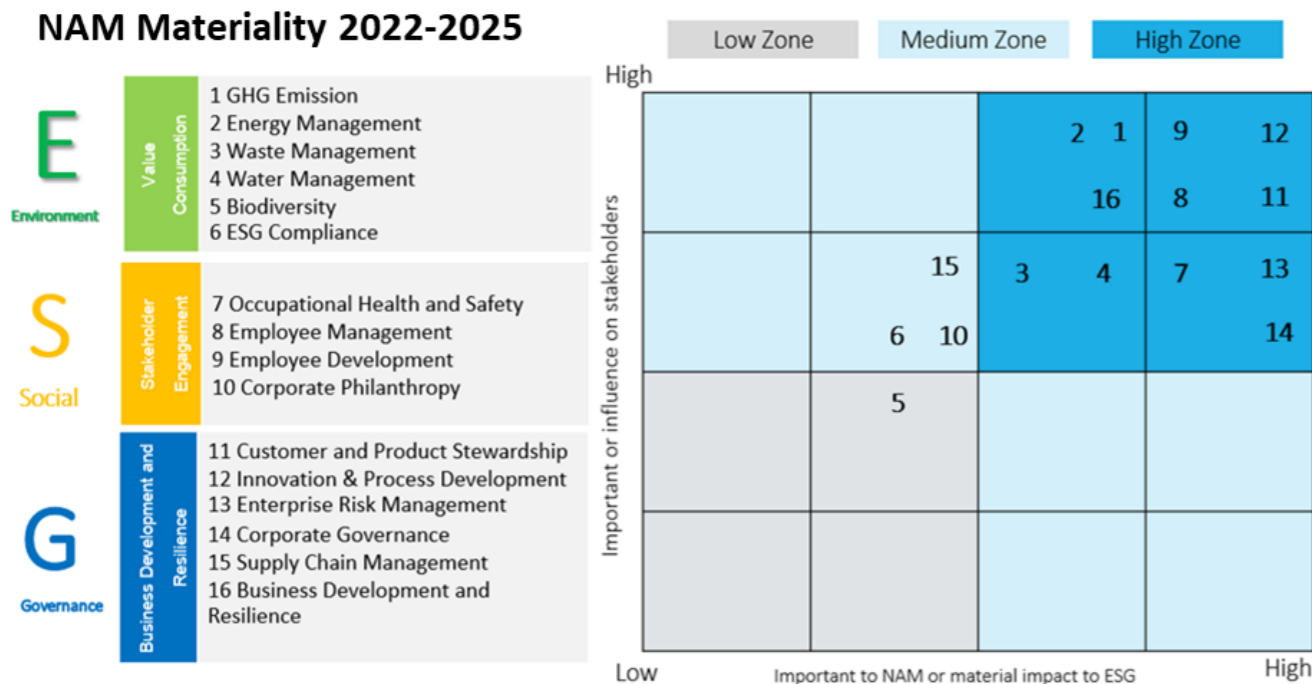 NAM Materiality 2022-2025
E
Environment
Value
Consumption
1 GHG Emission
2 Energy Management
3 Waste Management
4 Water Management
5 Biodiversity
6 ESG Compliance
S
Social
Stakeholder
Engagement
7 Occupational Health and Safety
8 Employee Management
9 Employee Development
10 Corporate Philanthropy
G
Governance
Business Development and
Resilience
11 Customer and Product Stewardship
12 Innovation & Process Development
13 Enterprise Risk Management
14 Corporate Governance
15 Supply Chain Management
16 Business Development and
Resilience
Low Zone Medium Zone High Zone
High
Important or influence on stakeholders
2 1 9 12
16 8 11
15 3 4 7 13
6 10 14
5
Low Important to NAM or material impact to ESG High